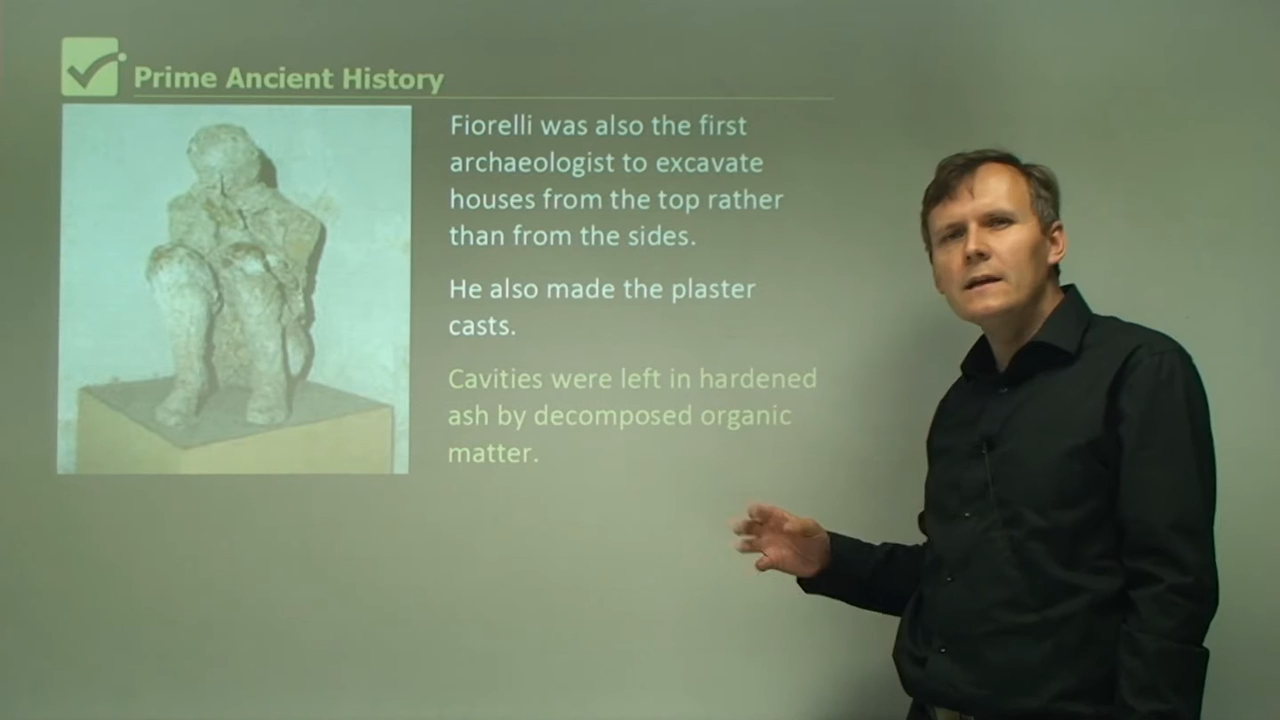 Prime Ancient History
Fiorelli was also the first
archaeologist to excavate
houses from the top rather
than from the sides.
He also made the plaster
casts.
Cavities were left in hardened
ash by decomposed organic
matter.